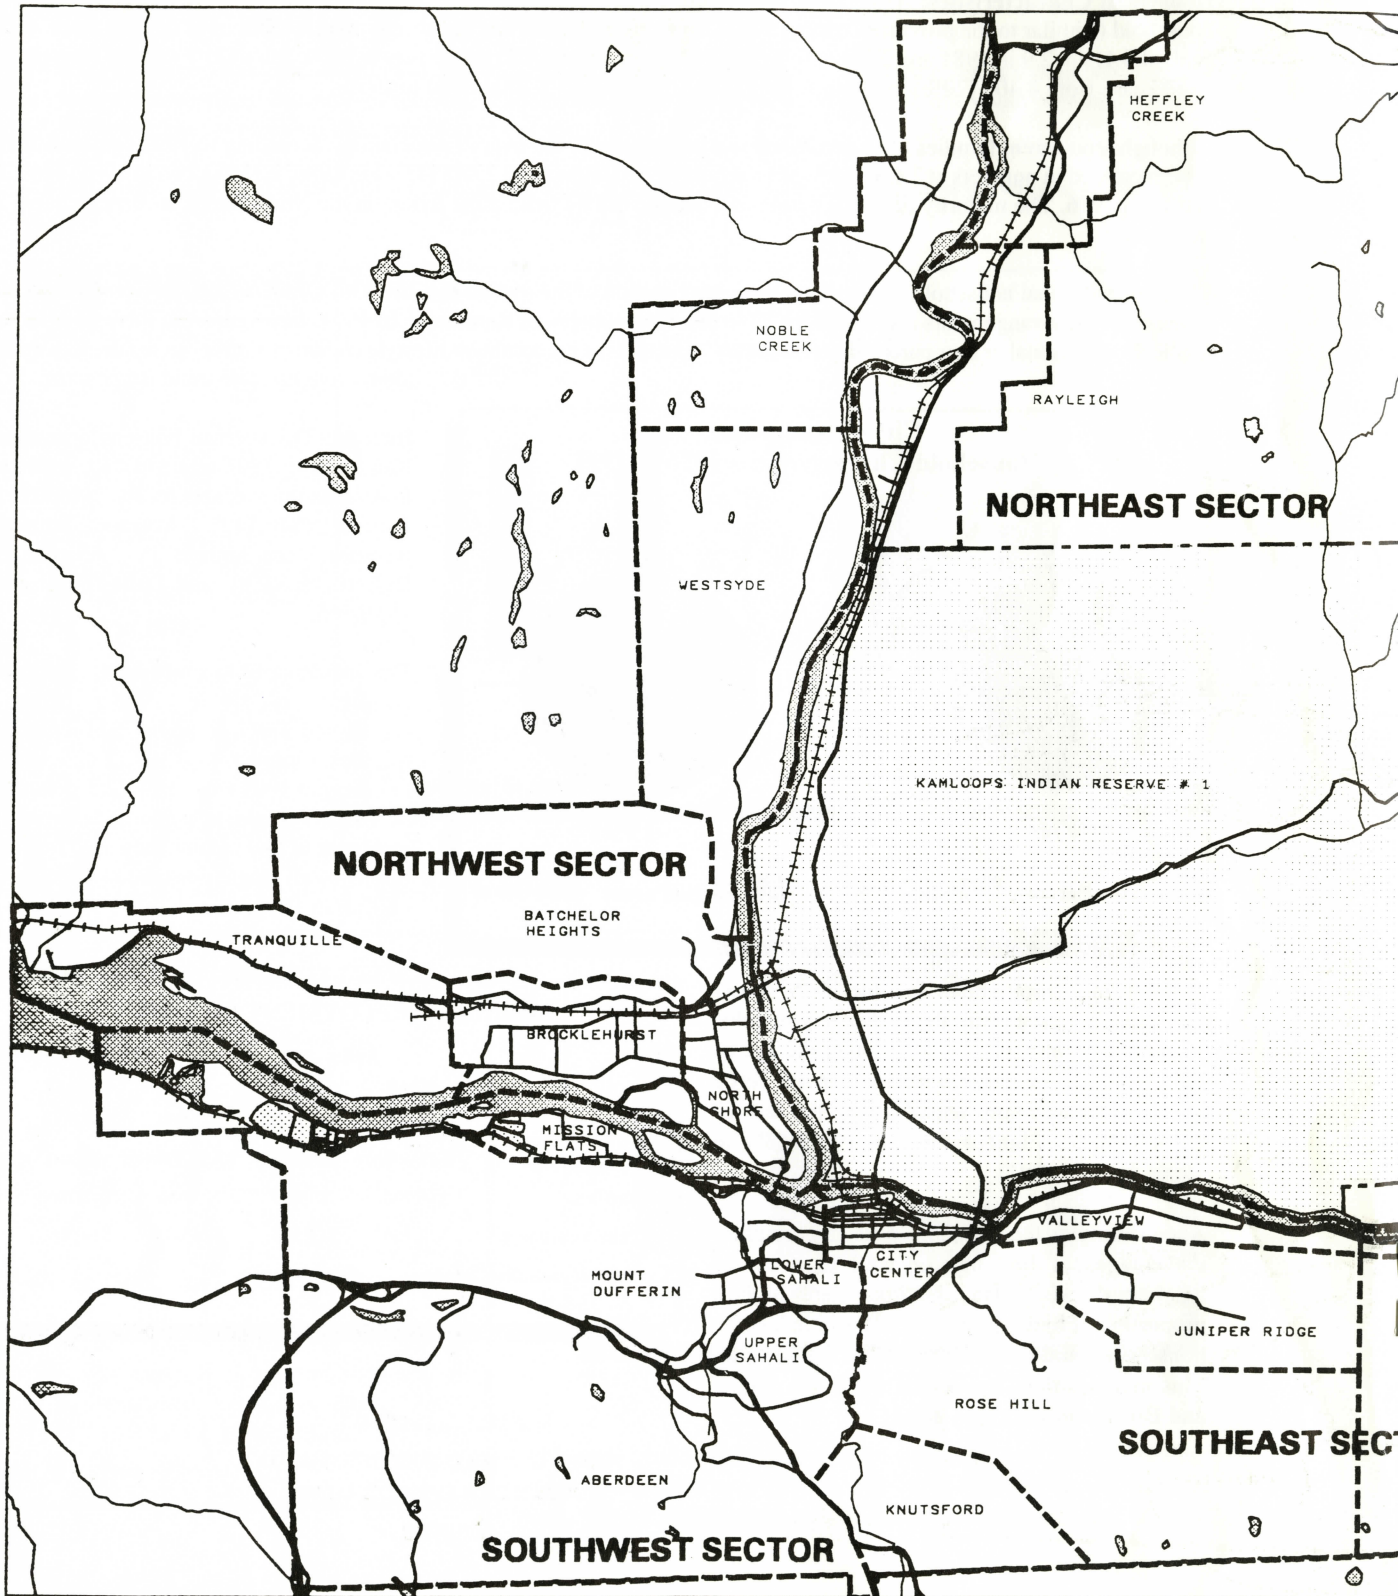 HEFFLEY
CREEK
NOBLE
CREEK
RAYLEIGH
NORTHEAST SECTOR
WESTSYDE
KAMLOOPS INDIAN RESERVE # 1
NORTHWEST SECTOR
BATCHELOR
HEIGHTS
TRANQUILLE
BROCKLEHURST
NORTH
SHORE
MISSION
FLATS
VALLEYVIEW
LOWER
SAHALI
CITY
CENTER
MOUNT
DUFFERIN
JUNIPER RIDGE
UPPER
SAHALI
ROSE HILL
SOUTHEAST SECT
ABERDEEN
KNUTSFORD
SOUTHWEST SECTOR